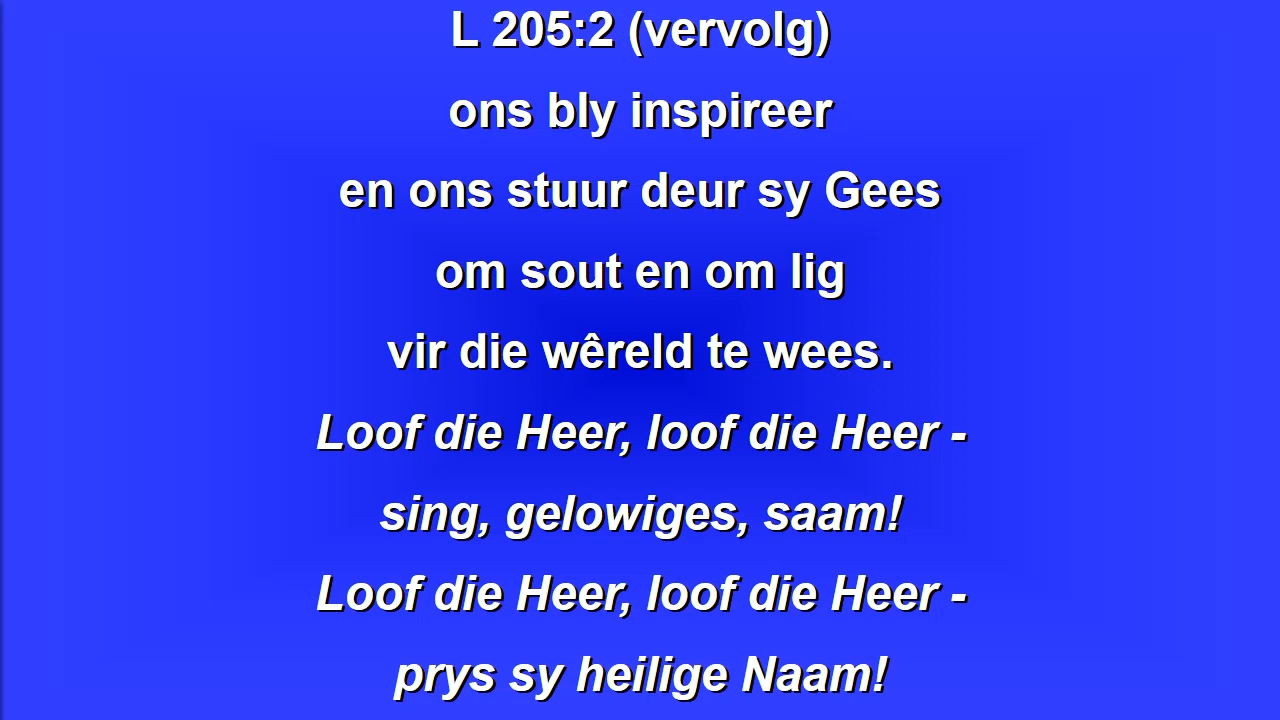 L 205:2 (vervolg)
ons bly inspireer
en ons stuur deur sy Gees
om sout en om lig
vir die wêreld te wees.
Loof die Heer, loof die Heer -
sing, gelowiges, saam!
Loof die Heer, loof die Heer -
prys sy heilige Naam!